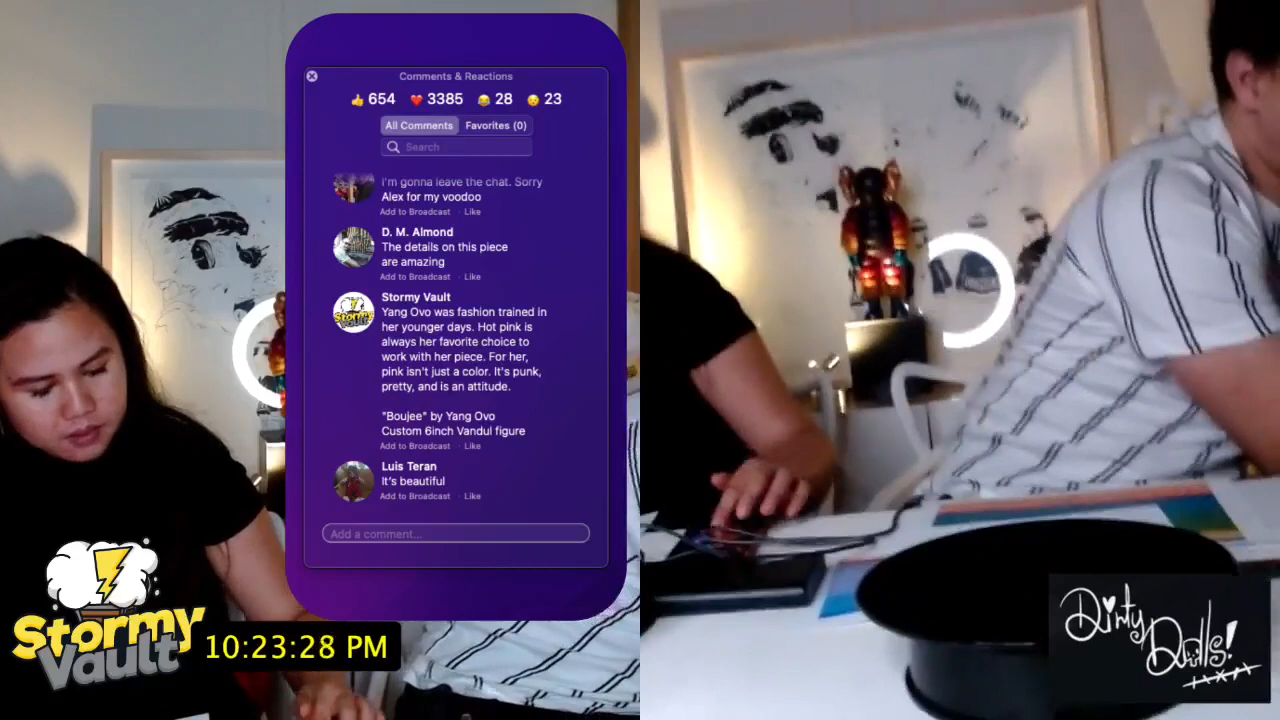 Comments & Reactions
👍 654 ❤️ 3385 😂 28 😯 23
All Comments Favorites (0)
Search
I'm gonna leave the chat. Sorry
Alex for my voodoo
Add to Broadcast · Like
D. M. Almond
The details on this piece
are amazing
Add to Broadcast · Like
Stormy Vault
Yang Ovo was fashion trained in
her younger days. Hot pink is
always her favorite choice to
work with her piece. For her,
pink isn't just a color. It's punk,
pretty, and is an attitude.
"Boujee" by Yang Ovo
Custom 6inch Vandul figure
Add to Broadcast · Like
Luis Teran
It's beautiful
Add to Broadcast · Like
Add a comment...
Stormy
Vault
10:23:28 PM
Dirty
Dolls!